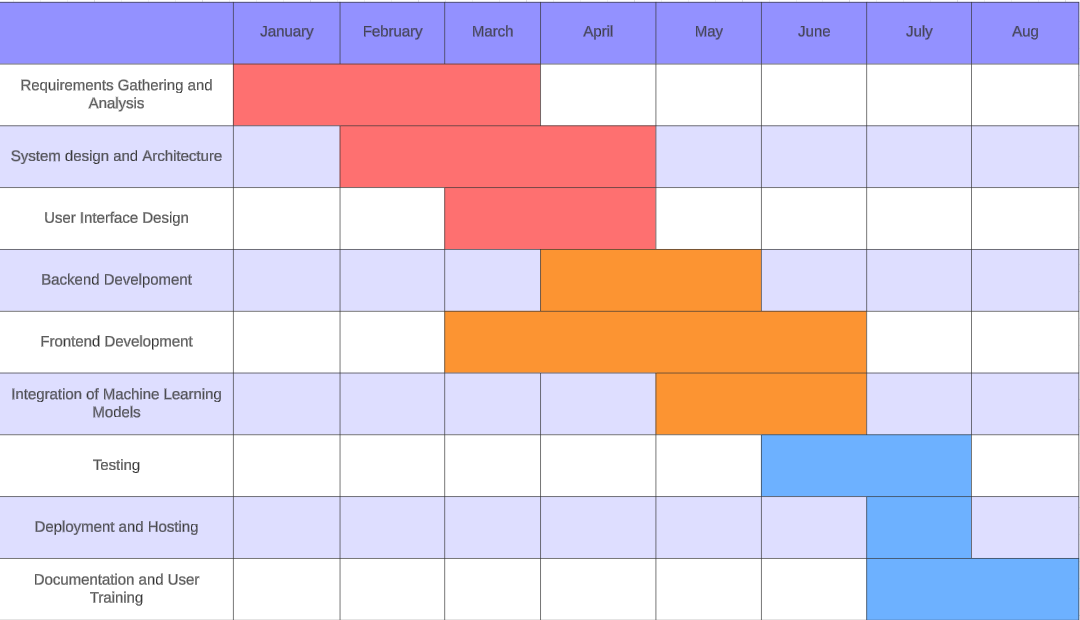 January February March April May June July Aug
Requirements Gathering and
Analysis
System design and Architecture
User Interface Design
Backend Develpoment
Frontend Development
Integration of Machine Learning
Models
Testing
Deployment and Hosting
Documentation and User
Training